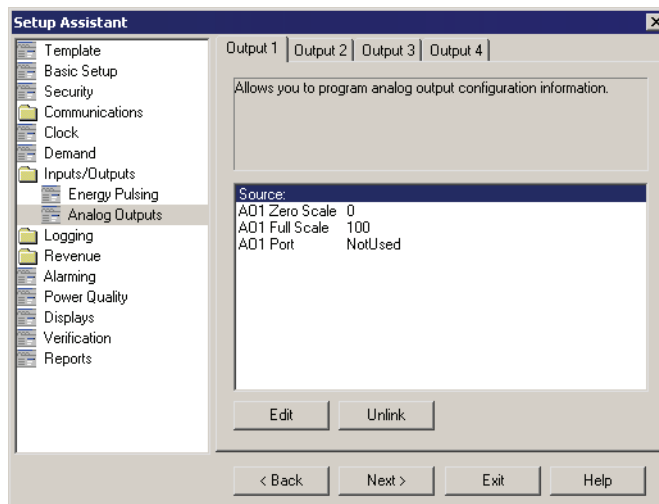 Setup Assistant
Template
Basic Setup
Security
Communications
Clock
Demand
Inputs/Outputs
Energy Pulsing
Analog Outputs
Logging
Revenue
Alarming
Power Quality
Displays
Verification
Reports
Output 1 Output 2 Output 3 Output 4
Allows you to program analog output configuration information.
Source:
AO1 Zero Scale 0
AO1 Full Scale 100
AO1 Port NotUsed
Edit Unlink
< Back Next > Exit Help